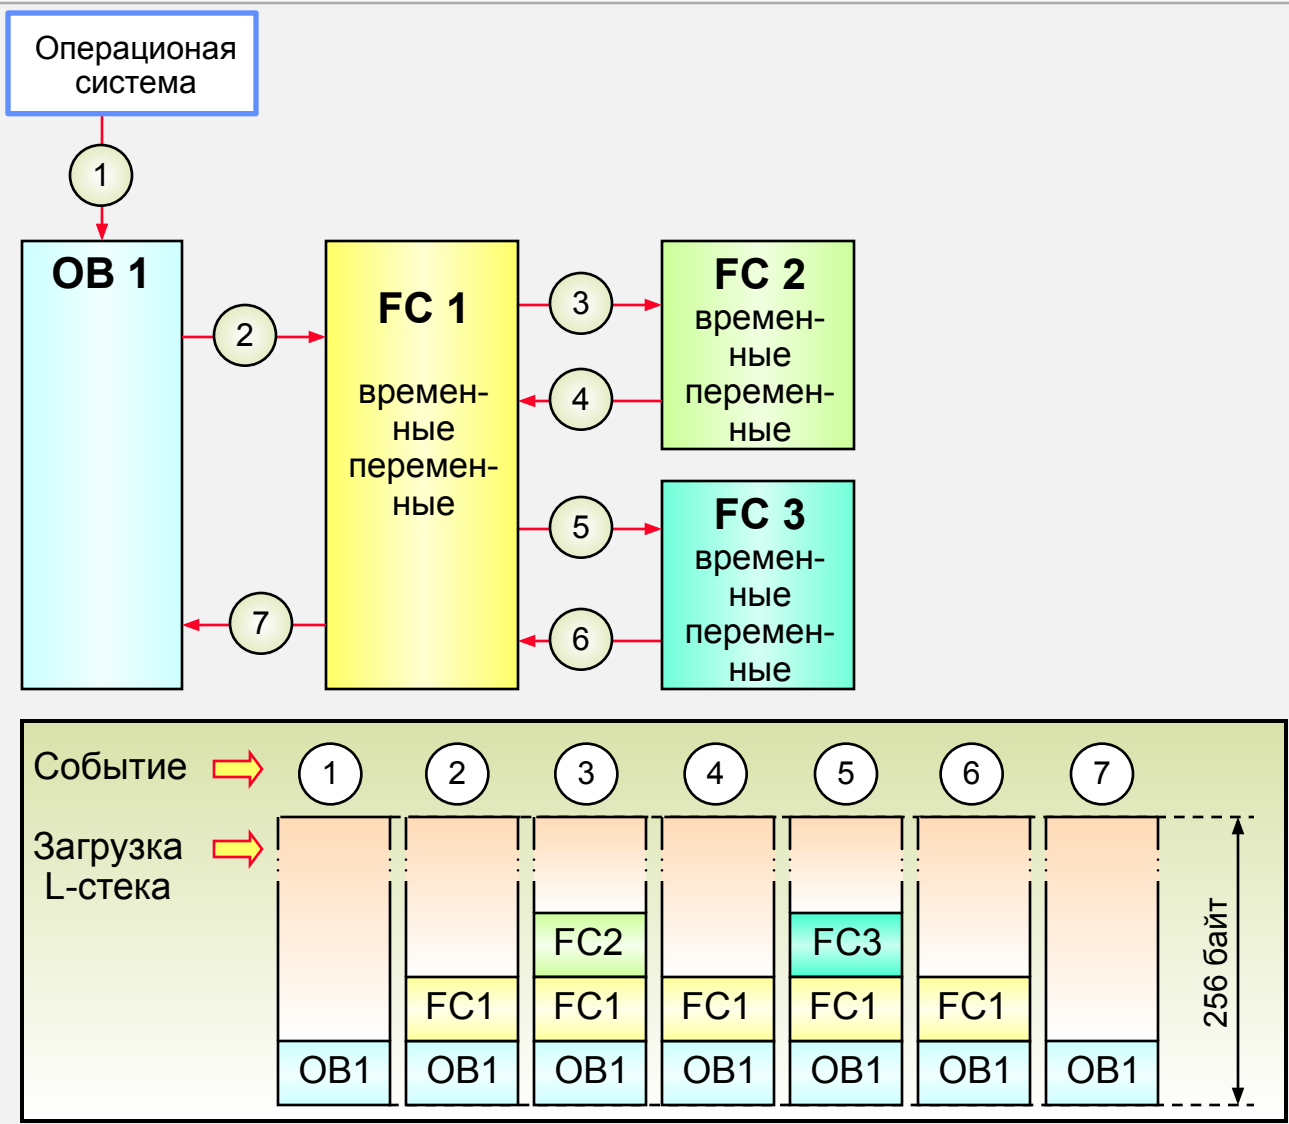 Операционая
система
1
OB 1
2
7
FC 1
времен-
ные
перемен-
ные
3
4
5
6
FC 2
времен-
ные
перемен-
ные
FC 3
времен-
ные
перемен-
ные
Событие
1 2 3 4 5 6 7
Загрузка
L-стека
FC2 FC3
FC1 FC1 FC1 FC1 FC1
OB1 OB1 OB1 OB1 OB1 OB1 OB1
256 байт